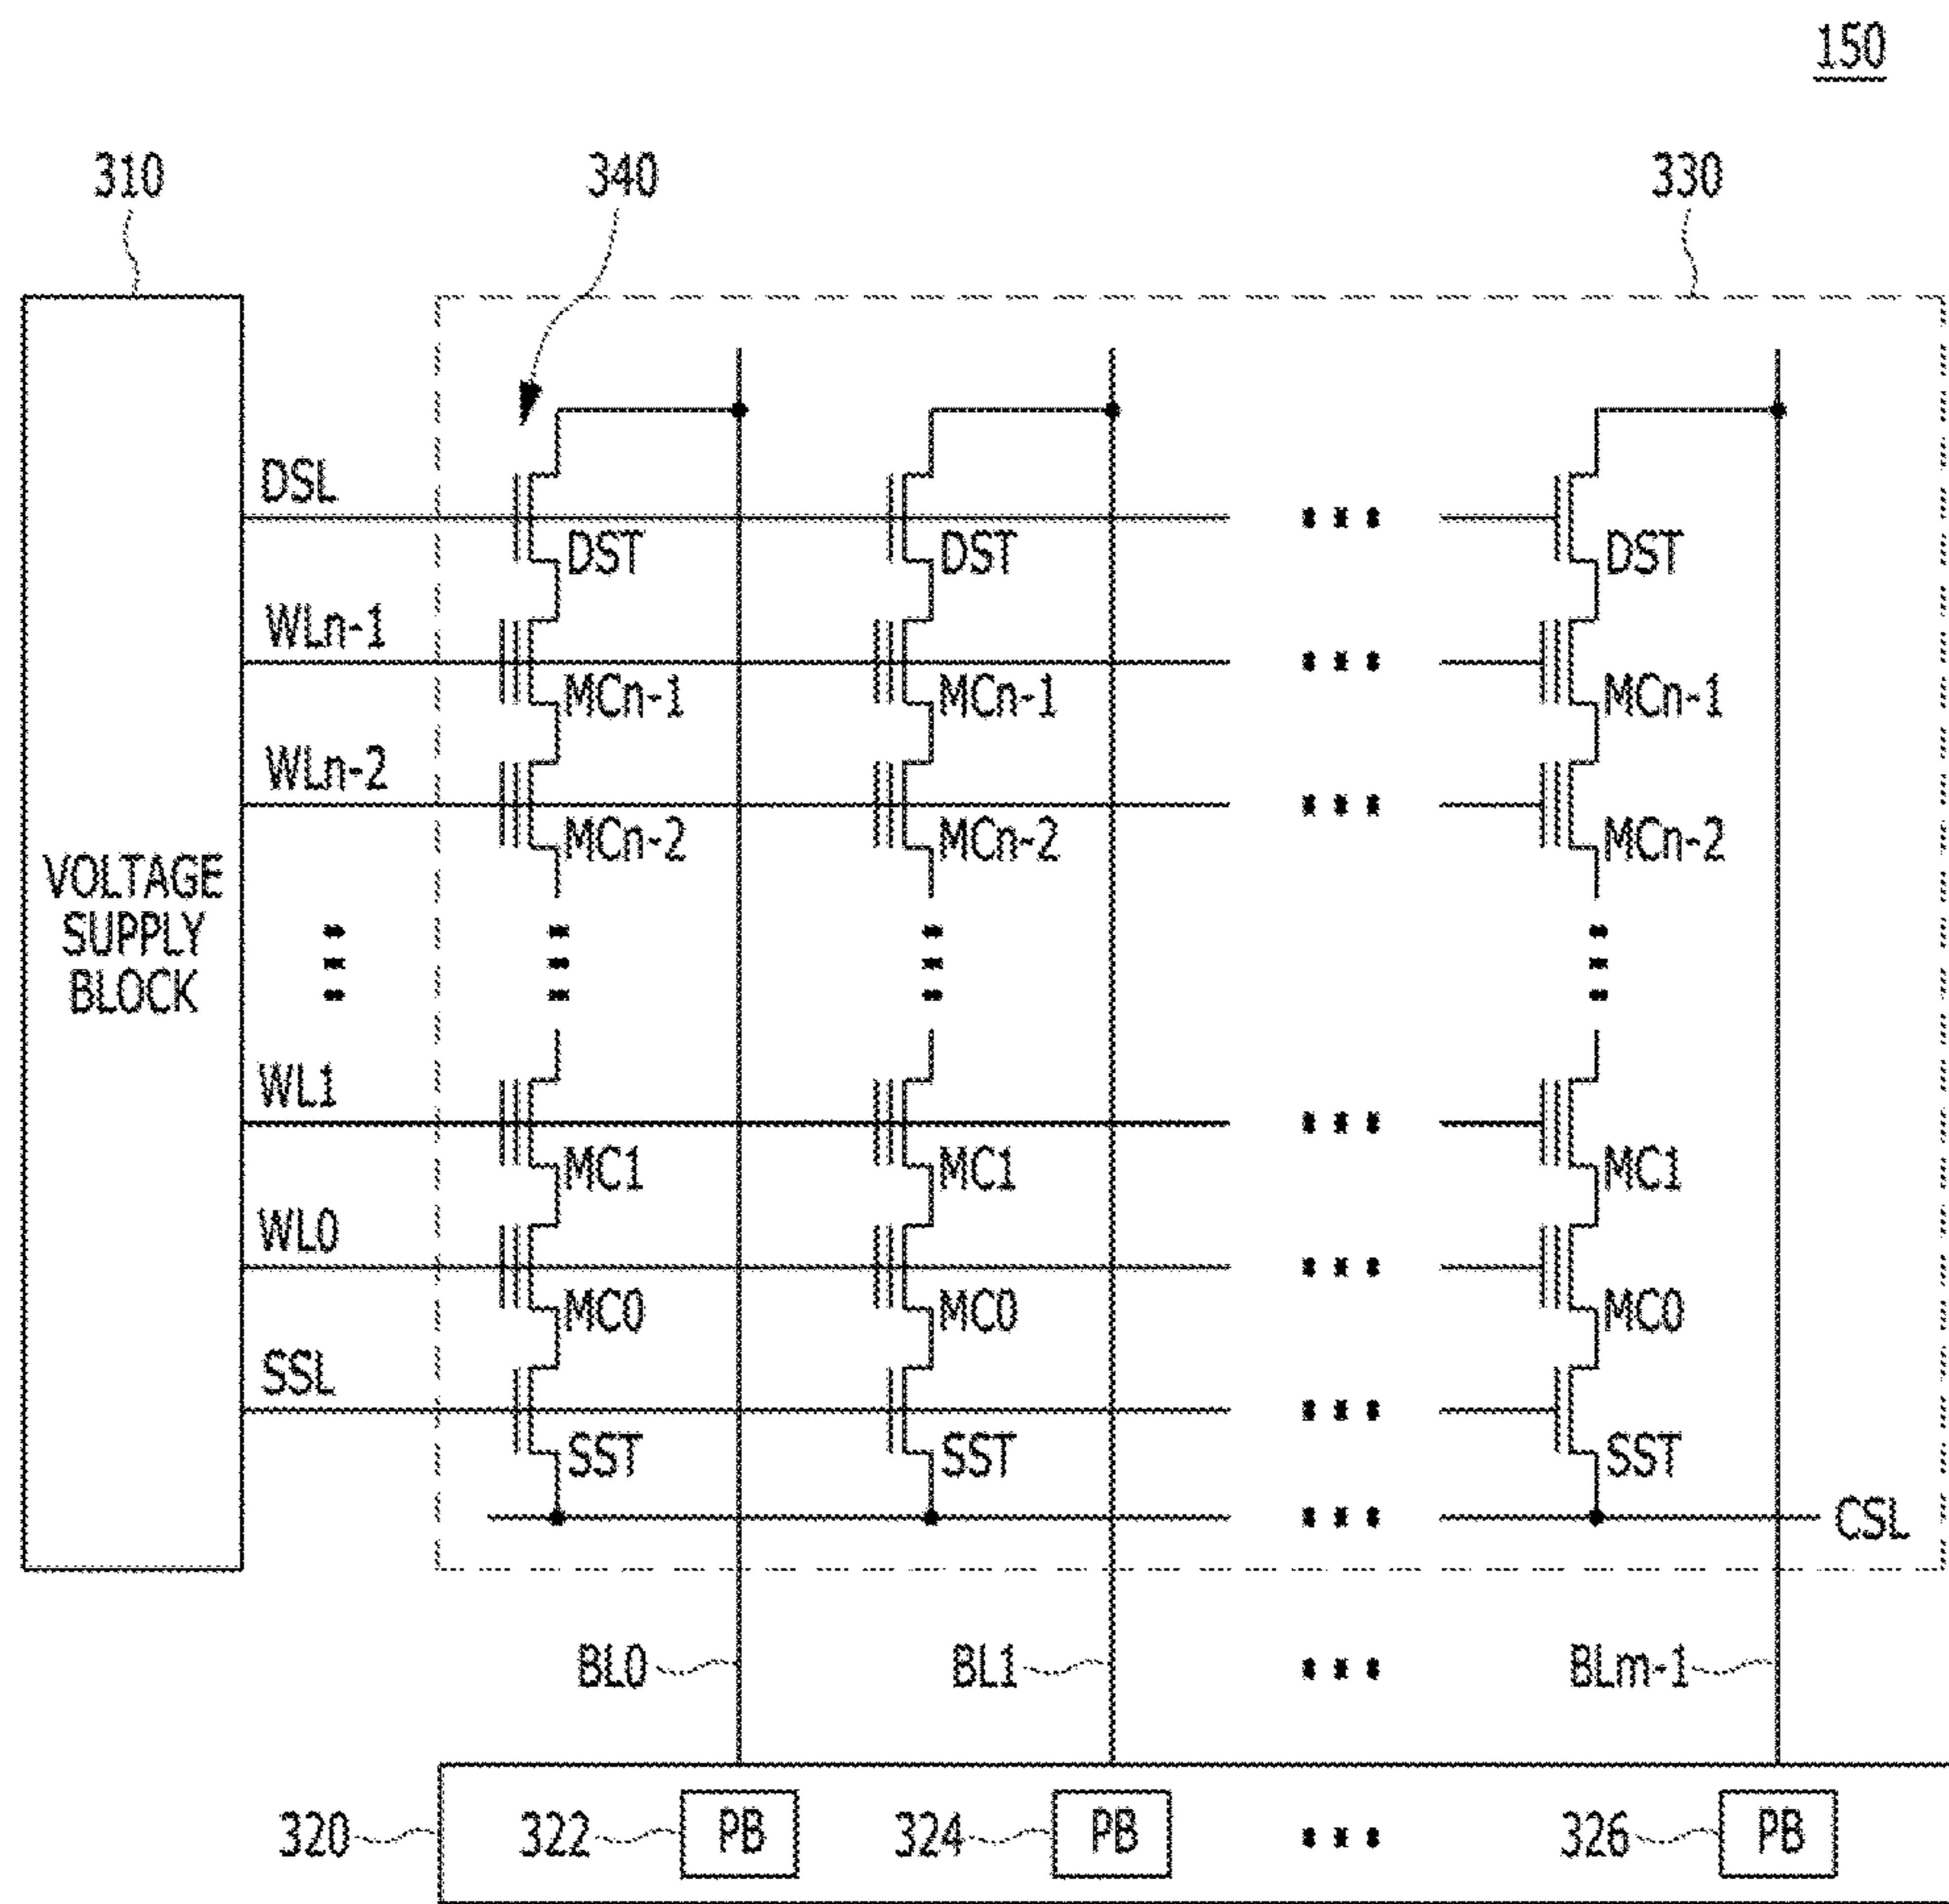 150
310
340
330
DSL
DST DST DST
WLn-1
MCn-1 MCn-1 MCn-1
WLn-2
MCn-2 MCn-2 MCn-2
VOLTAGE
SUPPLY
BLOCK
WL1
MC1 MC1 MC1
WL0
MC0 MC0 MC0
SSL
SST SST SST
CSL
BL0 BL1 BLm-1
320 322 PB 324 PB 326 PB